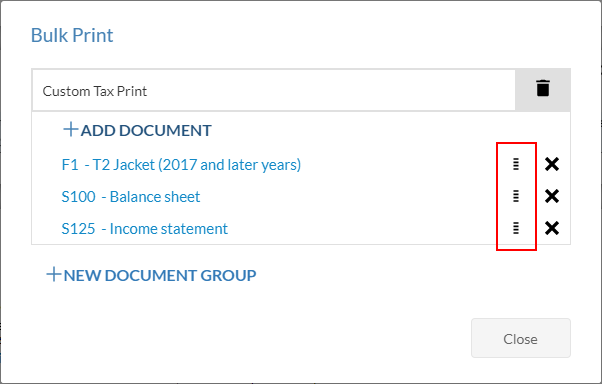 Bulk Print
Custom Tax Print
ADD DOCUMENT
F1 - T2 Jacket (2017 and later years)
S100 - Balance sheet
S125 - Income statement
NEW DOCUMENT GROUP
Close